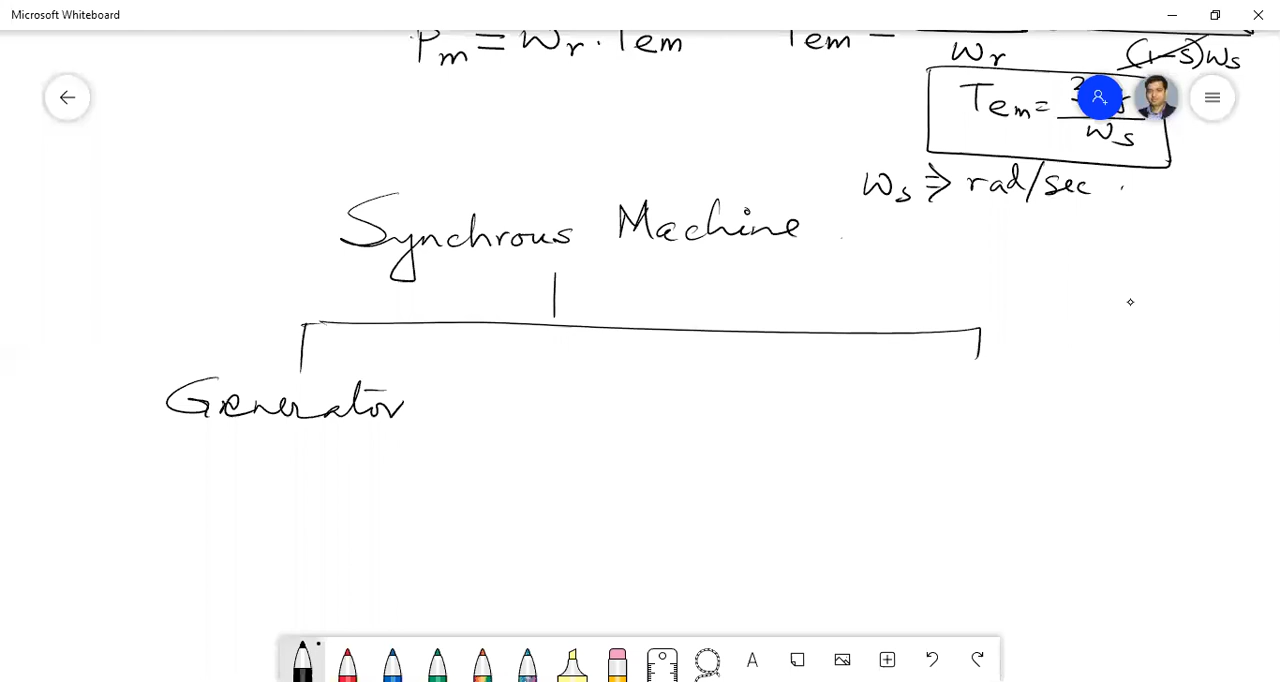 Microsoft Whiteboard
Pm = Wr . Tem Tem =
Wr (1-s)Ws
Tem =
Ws
Ws ⇒ rad/sec
Synchrous Machine
Generator
A